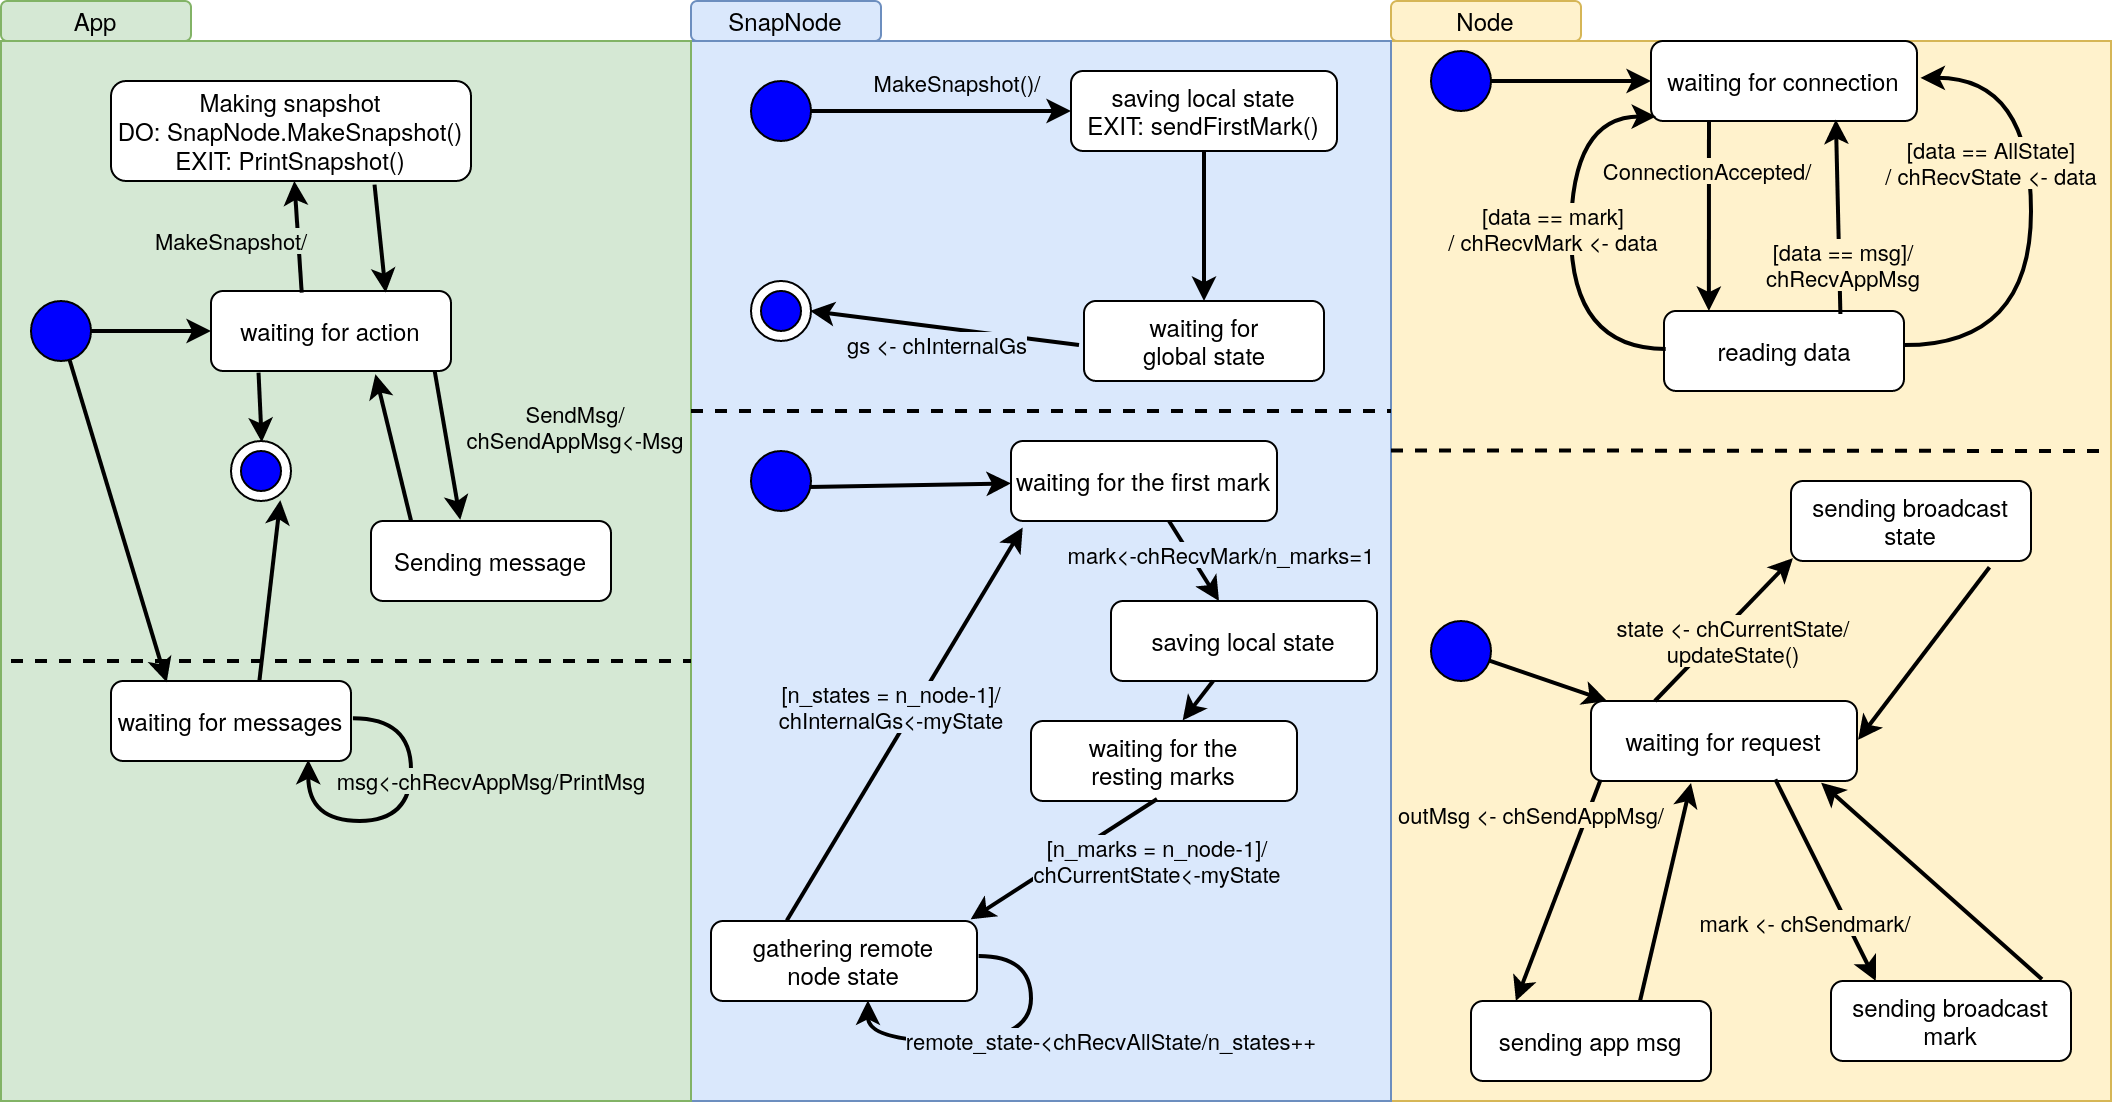 App
Making snapshot
DO: SnapNode.MakeSnapshot()
EXIT: PrintSnapshot()
MakeSnapshot/
waiting for action
SendMsg/
chSendAppMsg<-Msg
Sending message
waiting for messages
msg<-chRecvAppMsg/PrintMsg
SnapNode
MakeSnapshot()/
saving local state
EXIT: sendFirstMark()
waiting for
global state
gs <- chInternalGs
waiting for the first mark
mark<-chRecvMark/n_marks=1
saving local state
[n_states = n_node-1]/
chInternalGs<-myState
waiting for the
resting marks
[n_marks = n_node-1]/
chCurrentState<-myState
gathering remote
node state
remote_state-<chRecvAllState/n_states++
Node
waiting for connection
ConnectionAccepted/
[data == AllState]
/ chRecvState <- data
[data == mark]
/ chRecvMark <- data
[data == msg]/
chRecvAppMsg
reading data
sending broadcast
state
state <- chCurrentState/
updateState()
waiting for request
outMsg <- chSendAppMsg/
mark <- chSendmark/
sending app msg
sending broadcast
mark